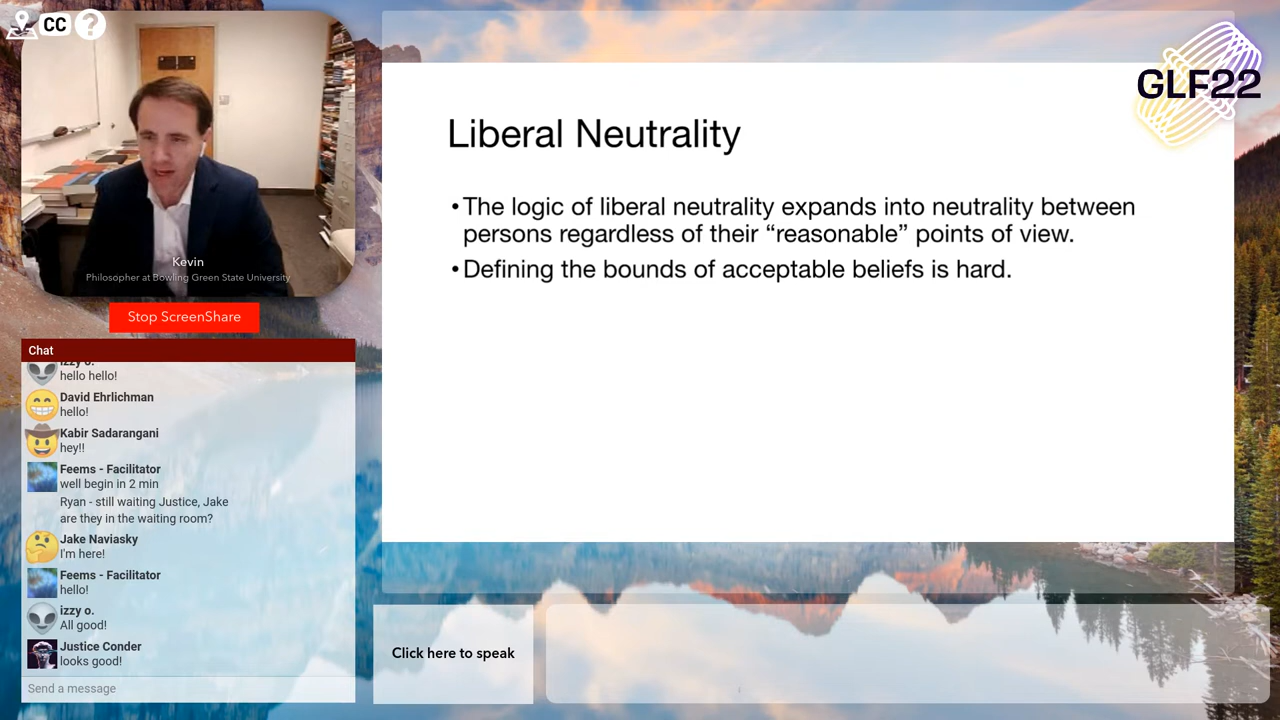 CC
?
GLF22
Kevin
Philosopher at Bowling Green State University
Stop ScreenShare
Liberal Neutrality
•The logic of liberal neutrality expands into neutrality between
persons regardless of their “reasonable” points of view.
•Defining the bounds of acceptable beliefs is hard.
Chat
izzy o.
hello hello!
David Ehrlichman
hello!
Kabir Sadarangani
hey!!
Feems - Facilitator
well begin in 2 min
Ryan - still waiting Justice, Jake
are they in the waiting room?
Jake Naviasky
I'm here!
Feems - Facilitator
hello!
izzy o.
All good!
Justice Conder
looks good!
Send a message
Click here to speak